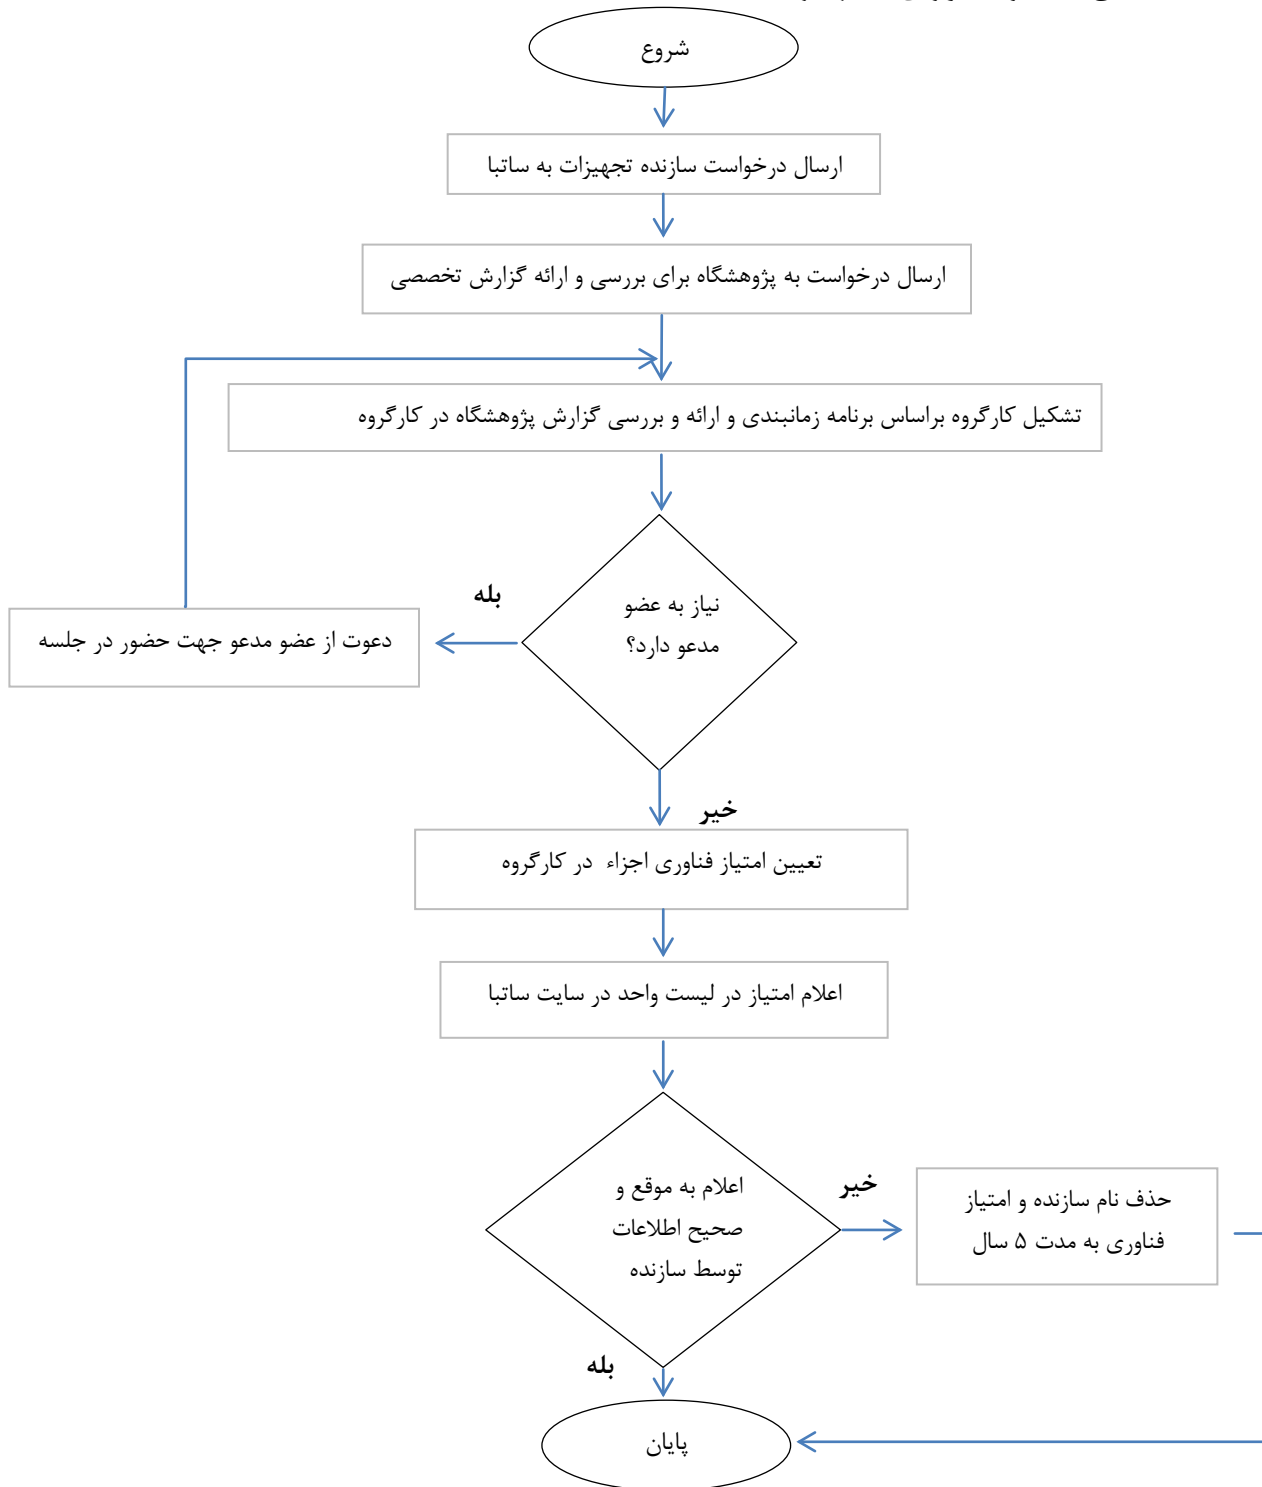 شروع
ارسال درخواست سازنده تجهیزات به ساتبا
ارسال درخواست به پژوهشگاه برای بررسی و ارائه گزارش تخصصی
تشکیل کارگروه براساس برنامه زمانبندی و ارائه و بررسی گزارش پژوهشگاه در کارگروه
نیاز به عضو
مدعو دارد؟
بله
دعوت از عضو مدعو جهت حضور در جلسه
خیر
تعیین امتیاز فناوری اجزاء در کارگروه
اعلام امتیاز در لیست واحد در سایت ساتبا
اعلام به موقع و
صحیح اطلاعات
توسط سازنده
خیر
حذف نام سازنده و امتیاز
فناوری به مدت ۵ سال
بله
پایان